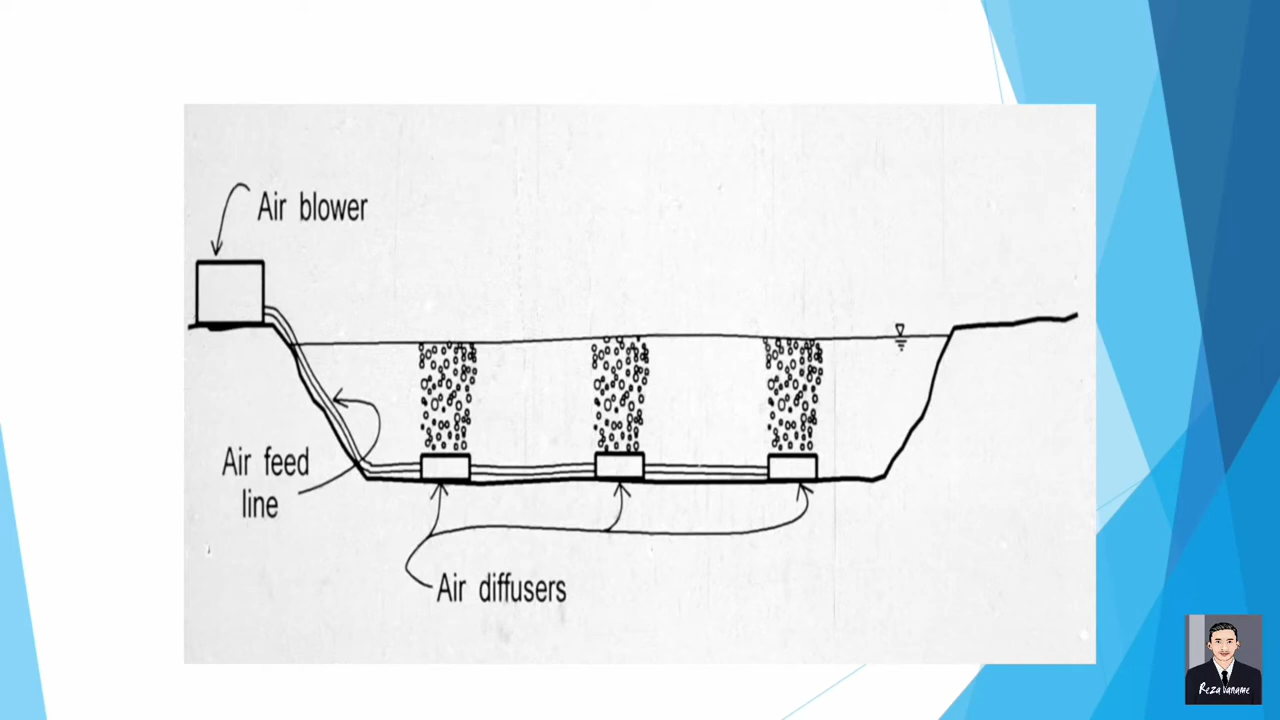 Air blower
Air feed
line
Air diffusers
Reza Vaname